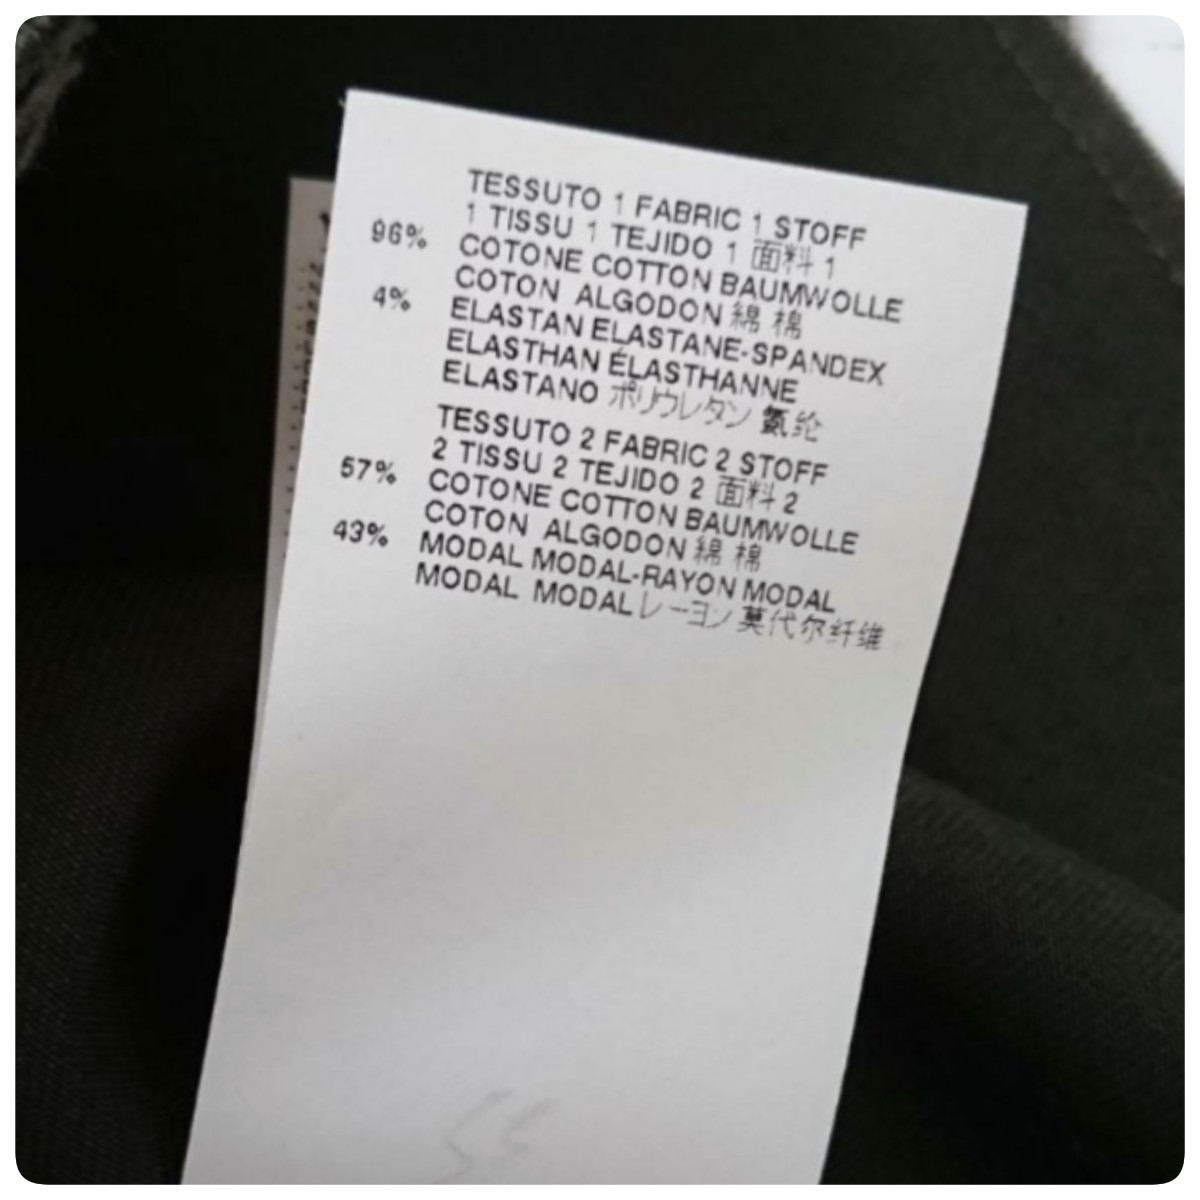 TESSUTO 1 FABRIC 1 STOFF
1 TISSU 1 TEJIDO 1 面料 1
96% COTONE COTTON BAUMWOLLE
COTON ALGODON 綿 棉
4% ELASTAN ELASTANE-SPANDEX
ELASTHAN ÉLASTHANNE
ELASTANO ポリウレタン 氨纶
TESSUTO 2 FABRIC 2 STOFF
2 TISSU 2 TEJIDO 2 面料 2
57% COTONE COTTON BAUMWOLLE
COTON ALGODON 綿 棉
43% MODAL MODAL-RAYON MODAL
MODAL MODAL レーヨン 莫代尔纤维